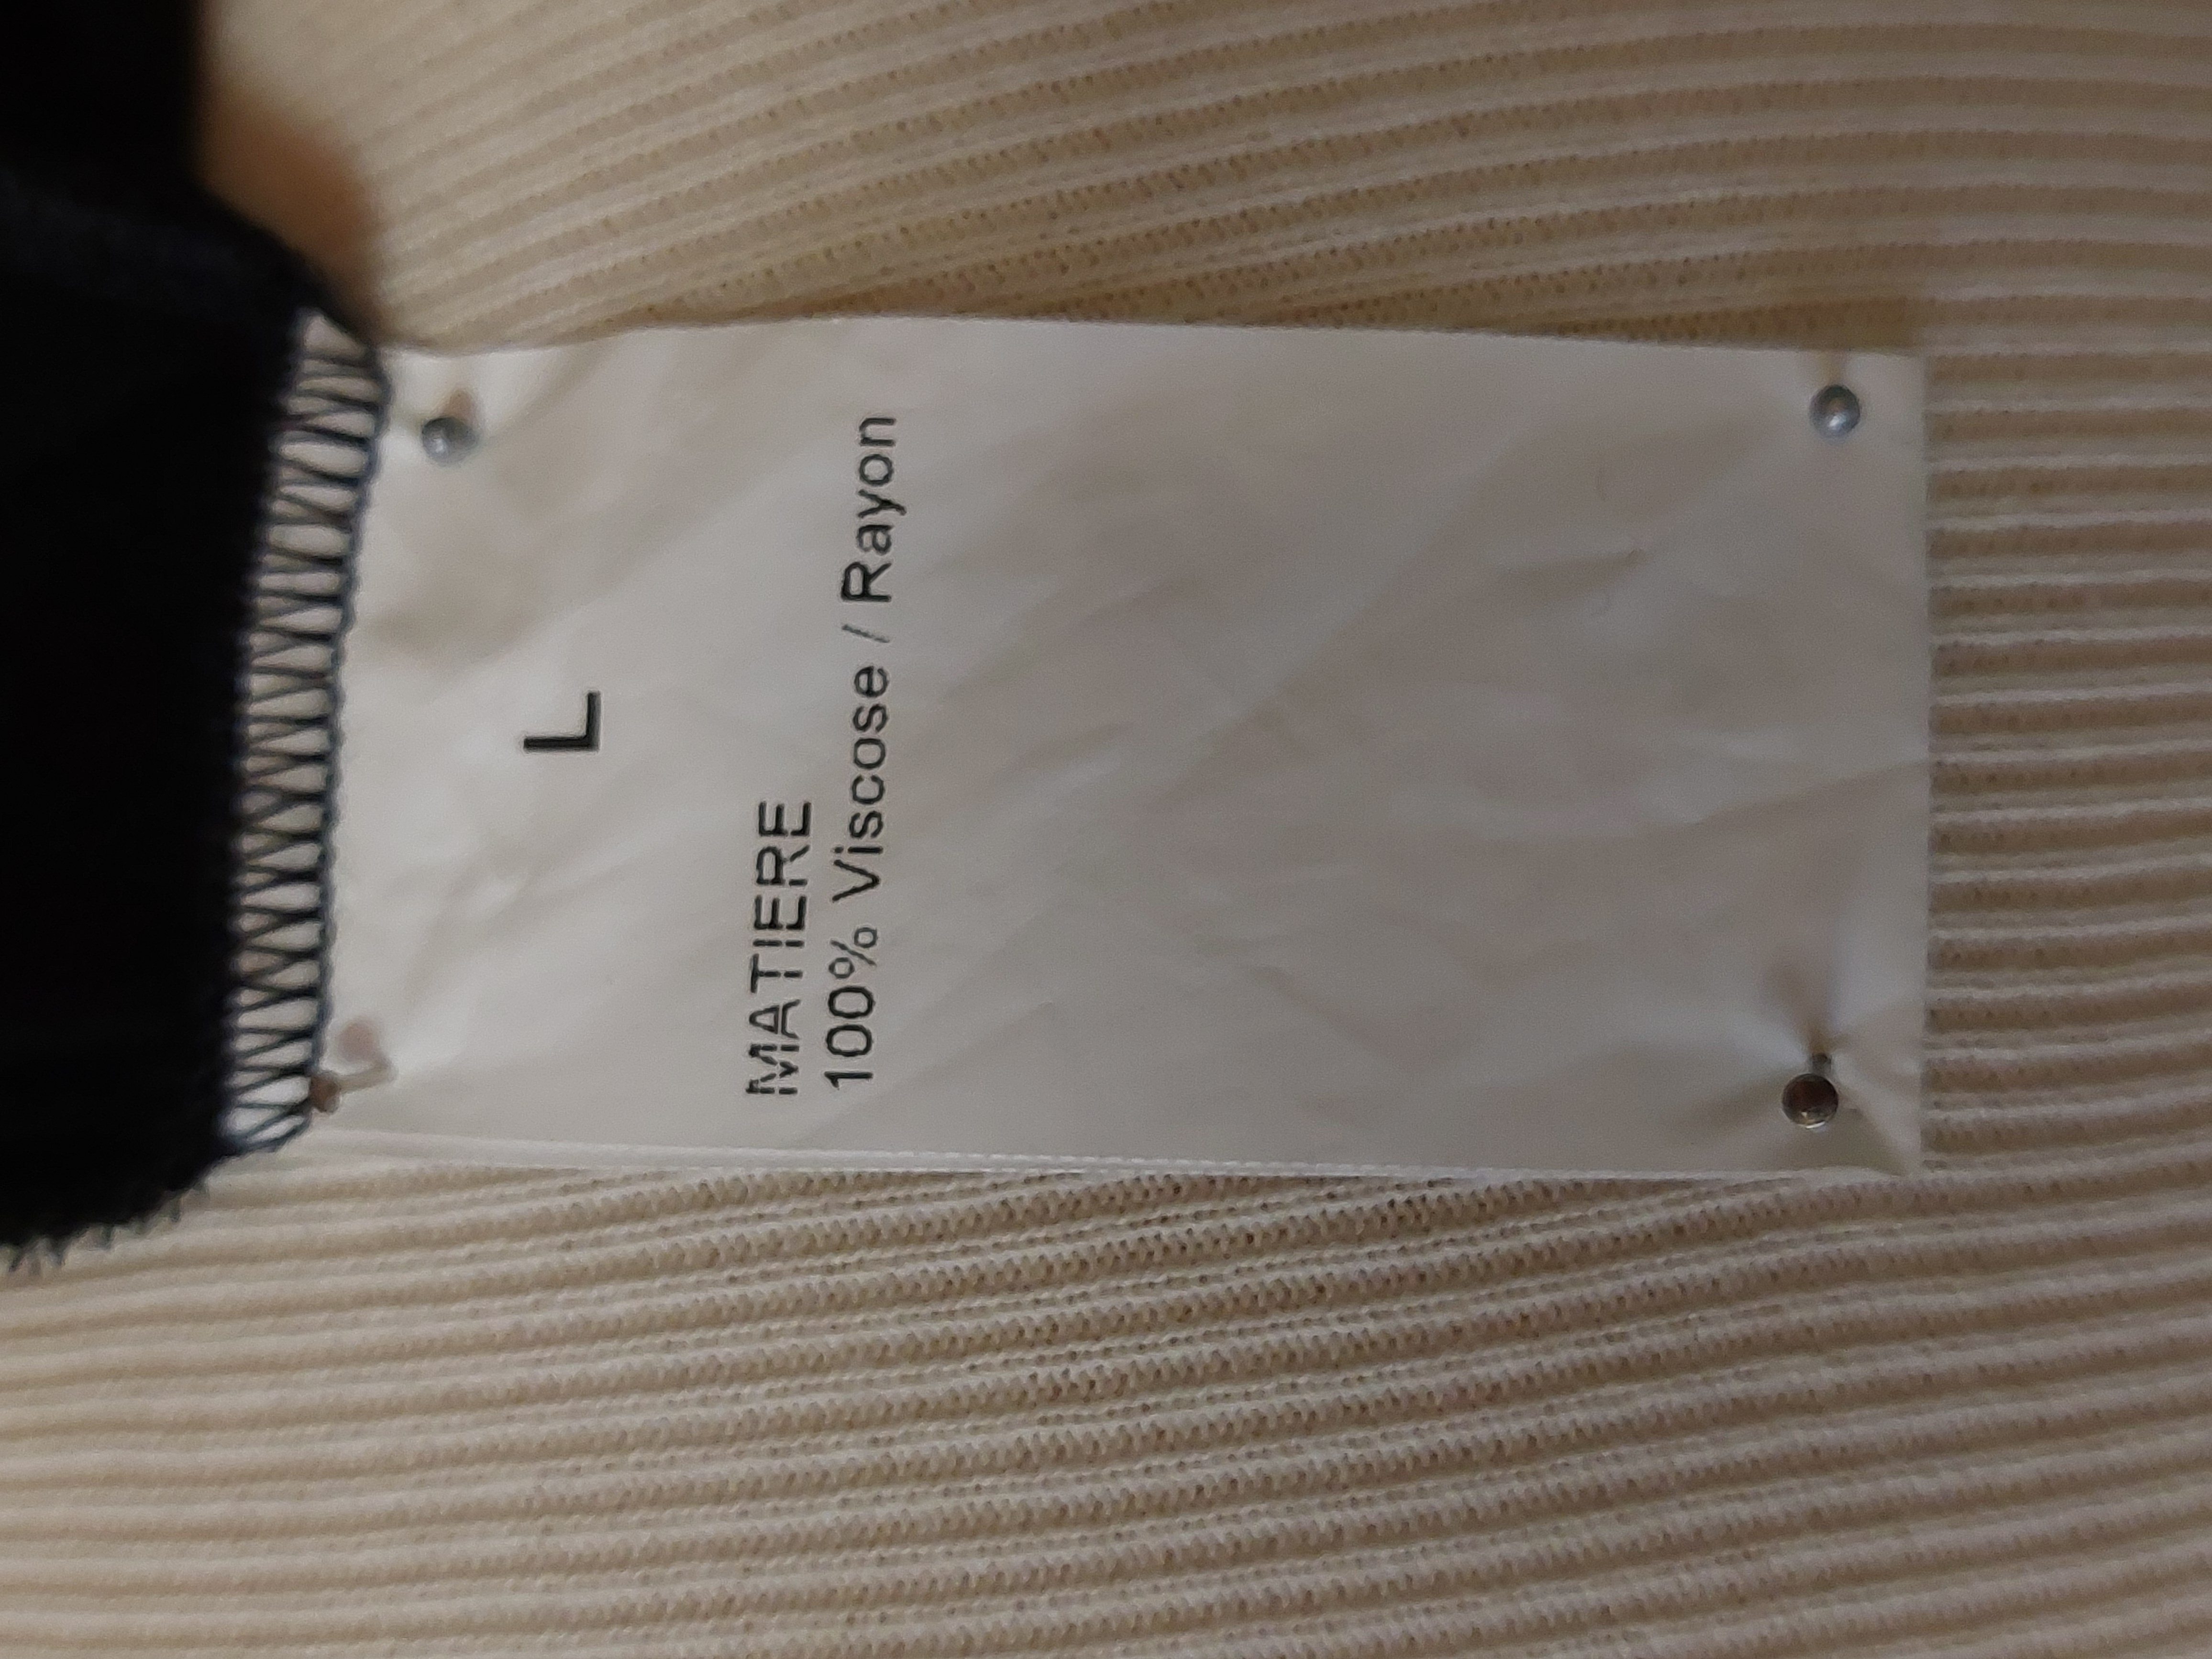 L
MATIERE
100% Viscose / Rayon